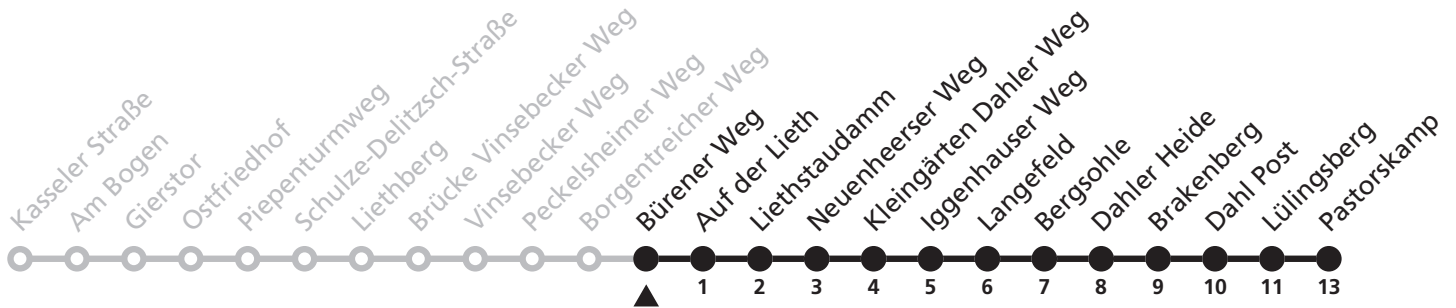 Kasseler Straße
Am Bogen
Gierstor
Ostfriedhof
Piepenturmweg
Schulze-Delitzsch-Straße
Liethberg
Brücke Vinsebecker Weg
Vinsebecker Weg
Peckelsheimer Weg
Borgentreicher Weg
Bürener Weg
Auf der Lieth
Liethstaudamm
Neuenheerser Weg
Kleingärten Dahler Weg
Iggenhauser Weg
Langefeld
Bergsohle
Dahler Heide
Brakenberg
Dahl Post
Lülingsberg
Pastorskamp
1 2 3 4 5 6 7 8 9 10 11 13